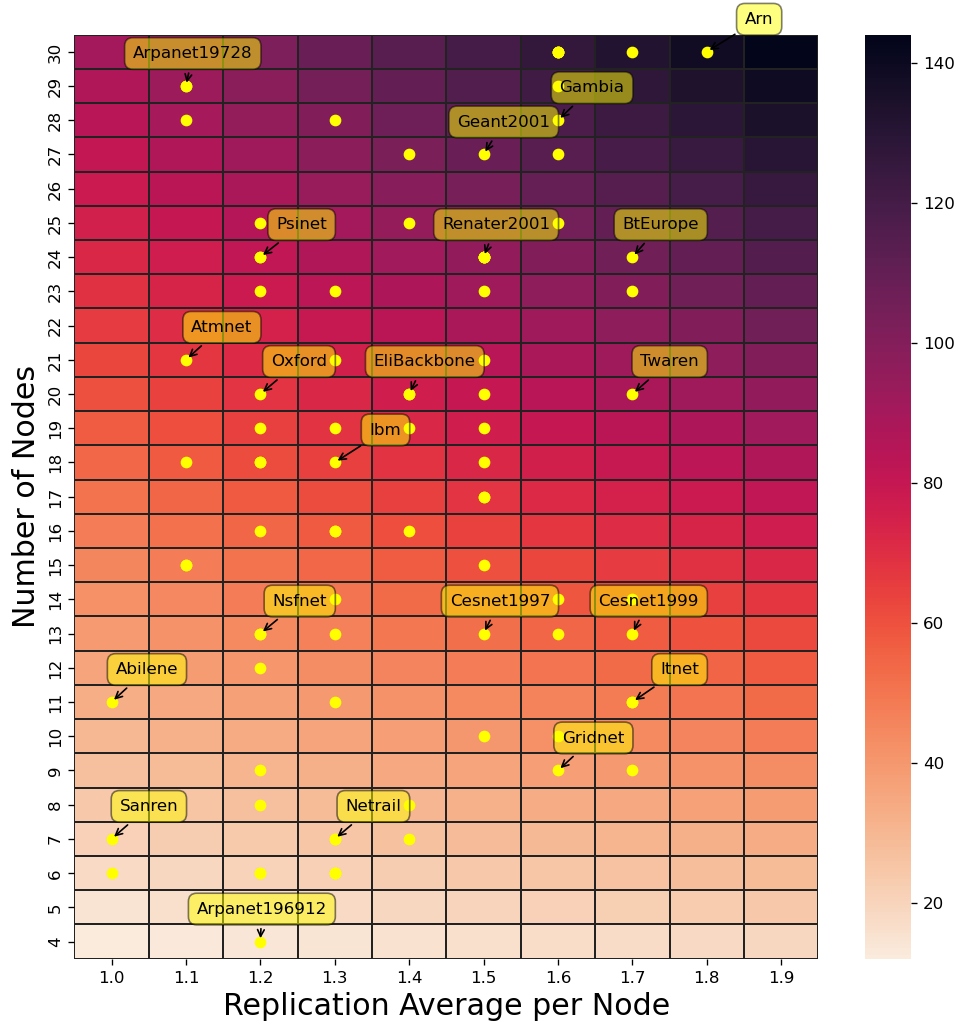 Arn
Arpanet19728
Gambia
Geant2001
Psinet
Renater2001
BtEurope
Atmnet
Oxford
EliBackbone
Twaren
Ibm
Nsfnet
Cesnet1997
Cesnet1999
Abilene
Itnet
Gridnet
Sanren
Netrail
Arpanet196912
30
29
28
27
26
25
24
23
22
21
20
19
18
17
16
15
14
13
12
11
10
9
8
7
6
5
4
Number of Nodes
1.0
1.1
1.2
1.3
1.4
1.5
1.6
1.7
1.8
1.9
Replication Average per Node
140
120
100
80
60
40
20